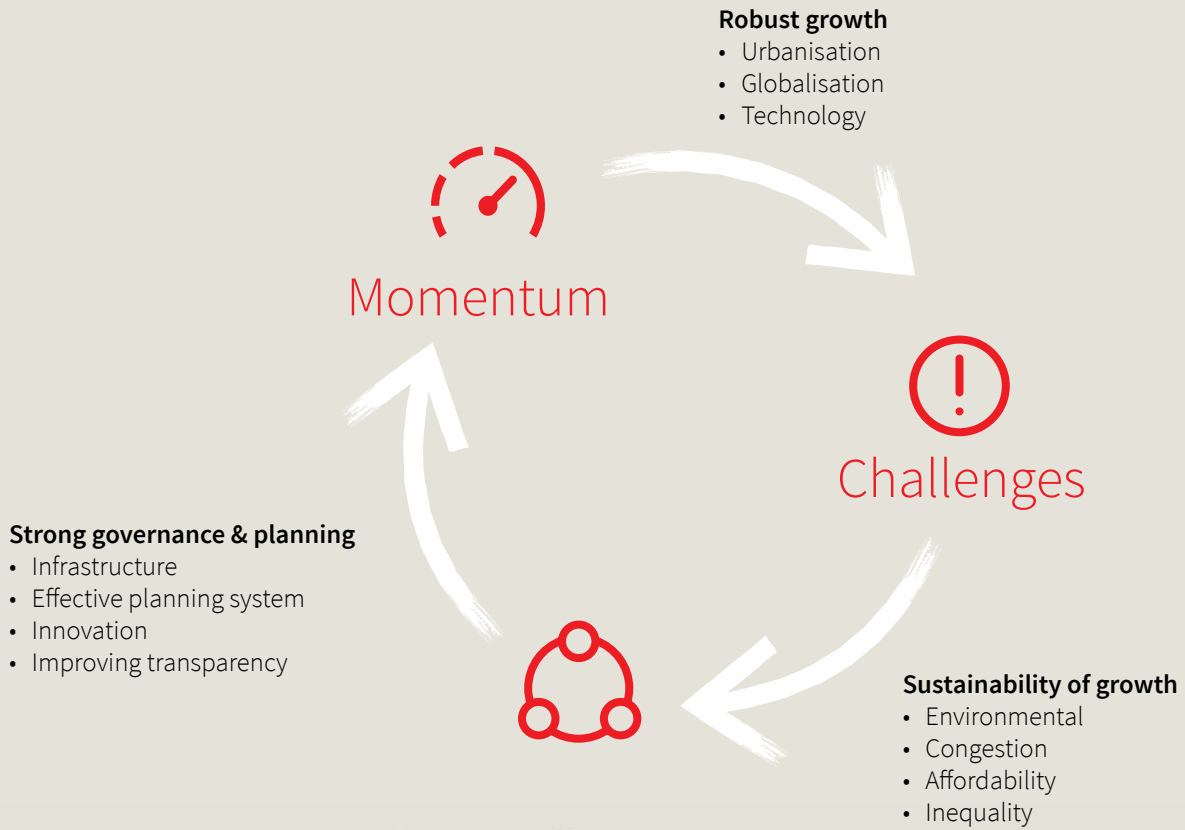 Robust growth
• Urbanisation
• Globalisation
• Technology
Momentum
Challenges
Strong governance & planning
• Infrastructure
• Effective planning system
• Innovation
• Improving transparency
Sustainability of growth
• Environmental
• Congestion
• Affordability
• Inequality